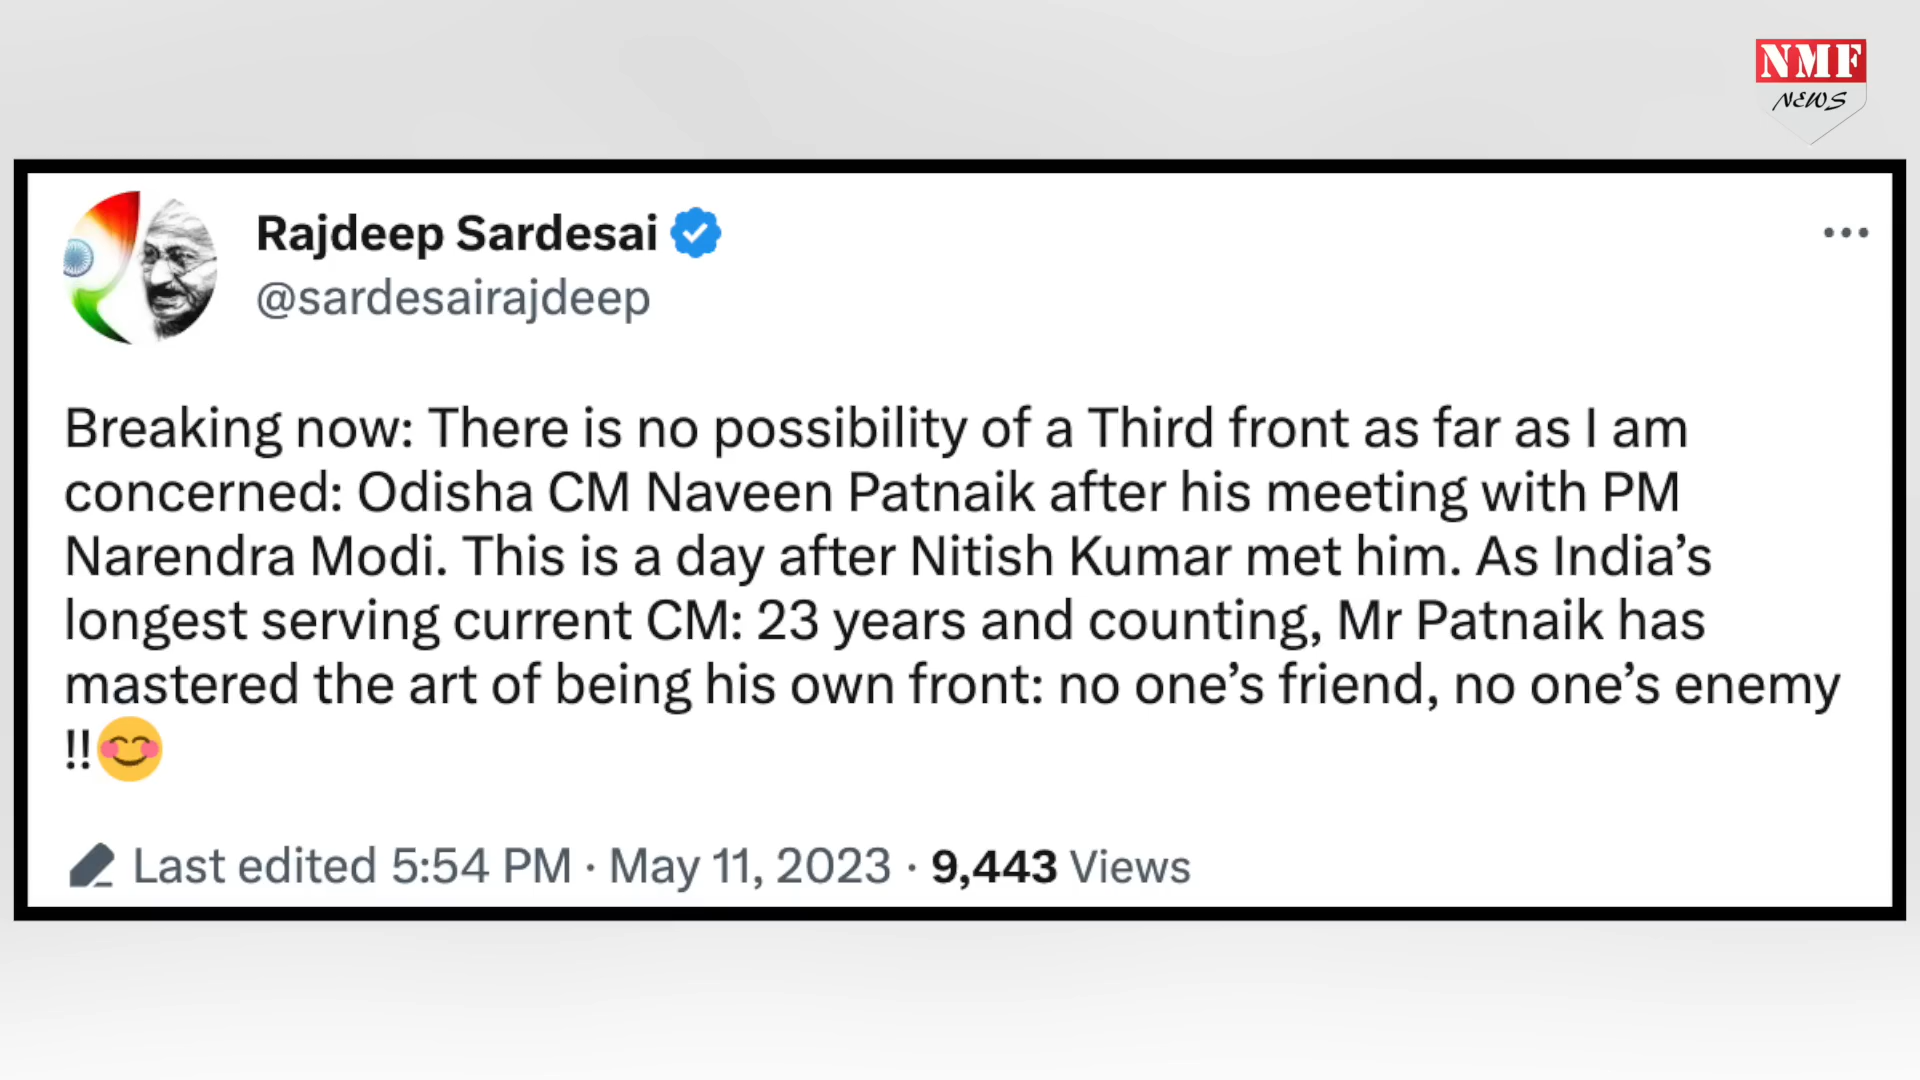 NMF
NEWS
Rajdeep Sardesai
@sardesairajdeep
Breaking now: There is no possibility of a Third front as far as I am
concerned: Odisha CM Naveen Patnaik after his meeting with PM
Narendra Modi. This is a day after Nitish Kumar met him. As India’s
longest serving current CM: 23 years and counting, Mr Patnaik has
mastered the art of being his own front: no one’s friend, no one’s enemy
!!😊
Last edited 5:54 PM · May 11, 2023 · 9,443 Views